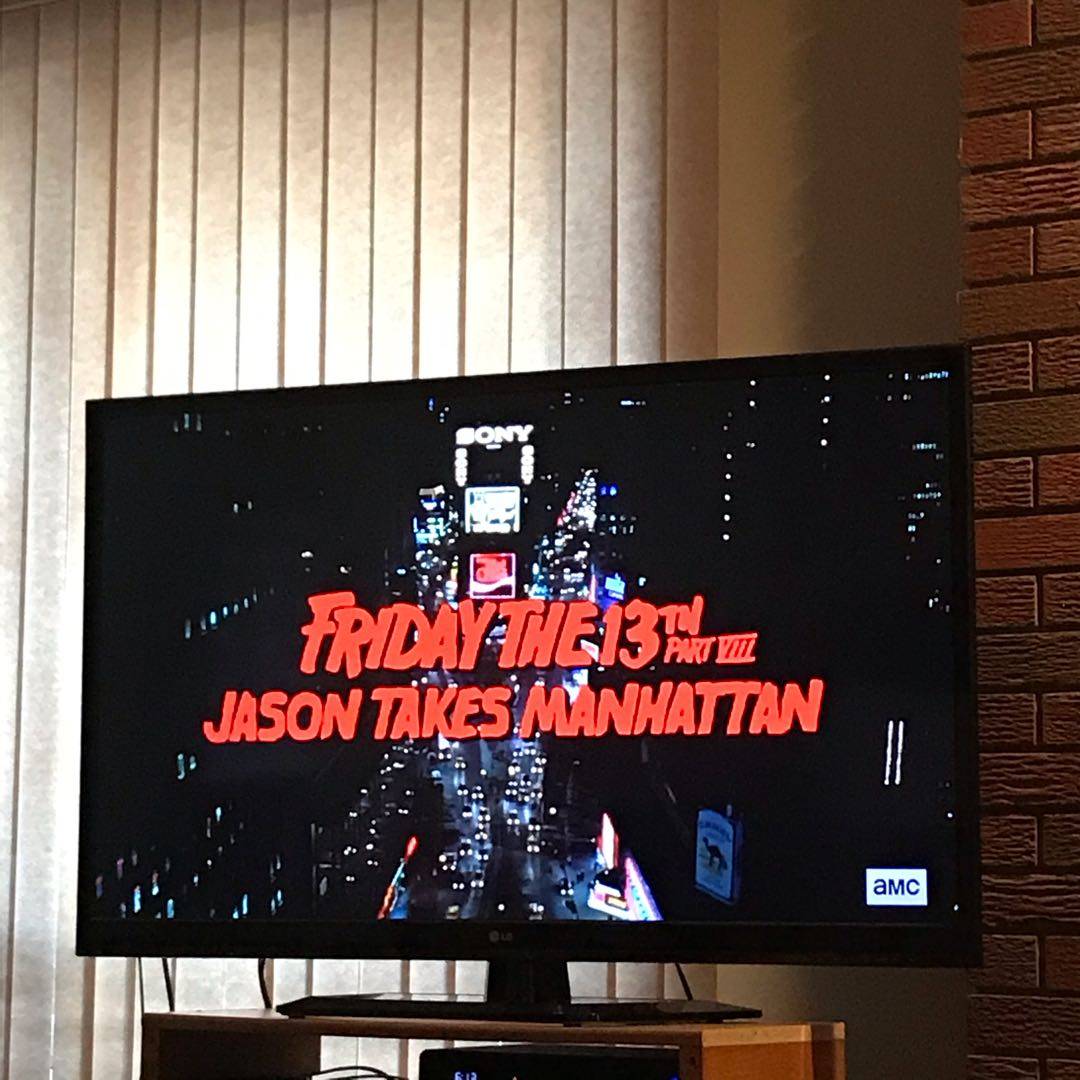 SONY
FRIDAY THE 13TH
PART VIII
JASON TAKES MANHATTAN
aMC
LG